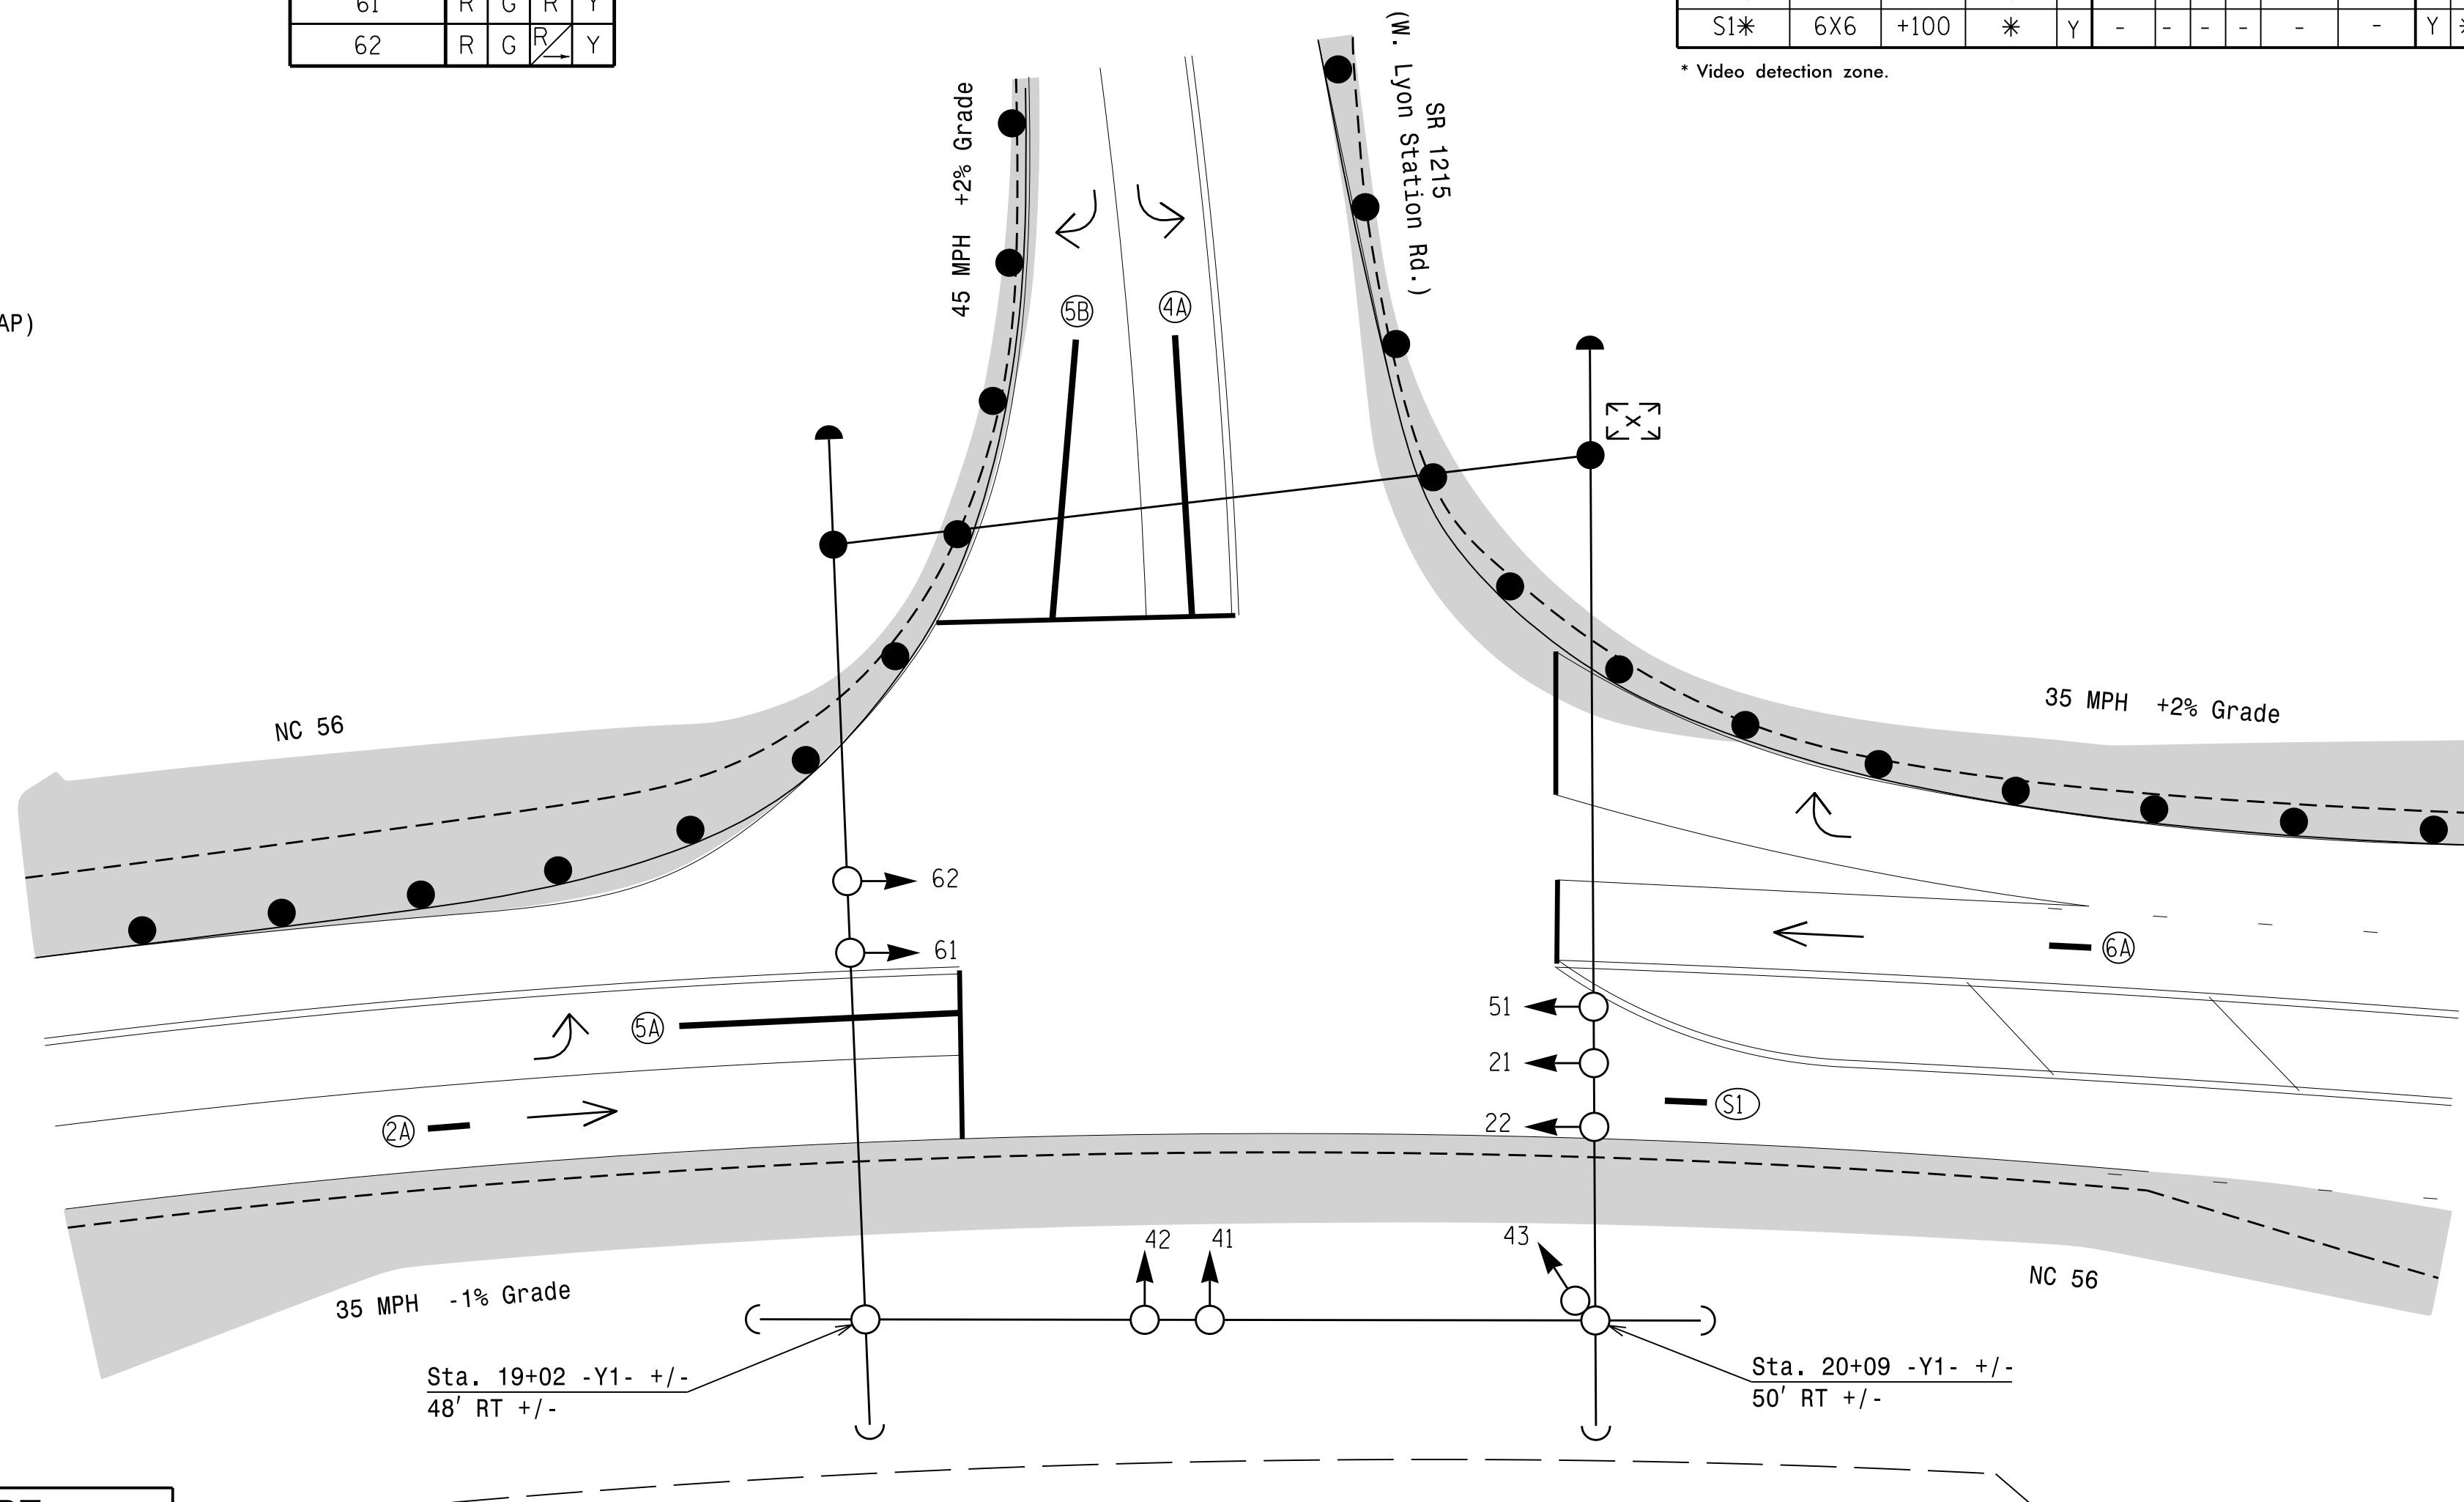 61 R G R Y
62 R G R Y
S1* 6X6 +100 * Y - - - - - - Y
* Video detection zone.
45 MPH +2% Grade
SR 1215
(W. Lyon Station Rd.)
5B
4A
AP)
NC 56
35 MPH +2% Grade
62
61
6A
51
5A
21
S1
22
2A
42
41
43
NC 56
35 MPH -1% Grade
Sta. 19+02 -Y1- +/-
48' RT +/-
Sta. 20+09 -Y1- +/-
50' RT +/-